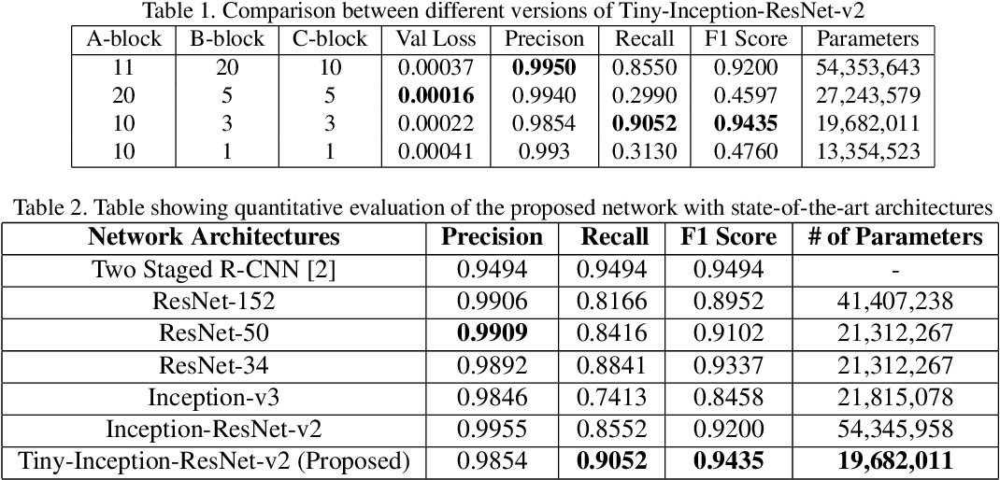 Table 1. Comparison between different versions of Tiny-Inception-ResNet-v2
A-block B-block C-block Val Loss Precison Recall F1 Score Parameters
11 20 10 0.00037 0.9950 0.8550 0.9200 54,353,643
20 5 5 0.00016 0.9940 0.2990 0.4597 27,243,579
10 3 3 0.00022 0.9854 0.9052 0.9435 19,682,011
10 1 1 0.00041 0.993 0.3130 0.4760 13,354,523
Table 2. Table showing quantitative evaluation of the proposed network with state-of-the-art architectures
Network Architectures Precision Recall F1 Score # of Parameters
Two Staged R-CNN [2] 0.9494 0.9494 0.9494 -
ResNet-152 0.9906 0.8166 0.8952 41,407,238
ResNet-50 0.9909 0.8416 0.9102 21,312,267
ResNet-34 0.9892 0.8841 0.9337 21,312,267
Inception-v3 0.9846 0.7413 0.8458 21,815,078
Inception-ResNet-v2 0.9955 0.8552 0.9200 54,345,958
Tiny-Inception-ResNet-v2 (Proposed) 0.9854 0.9052 0.9435 19,682,011